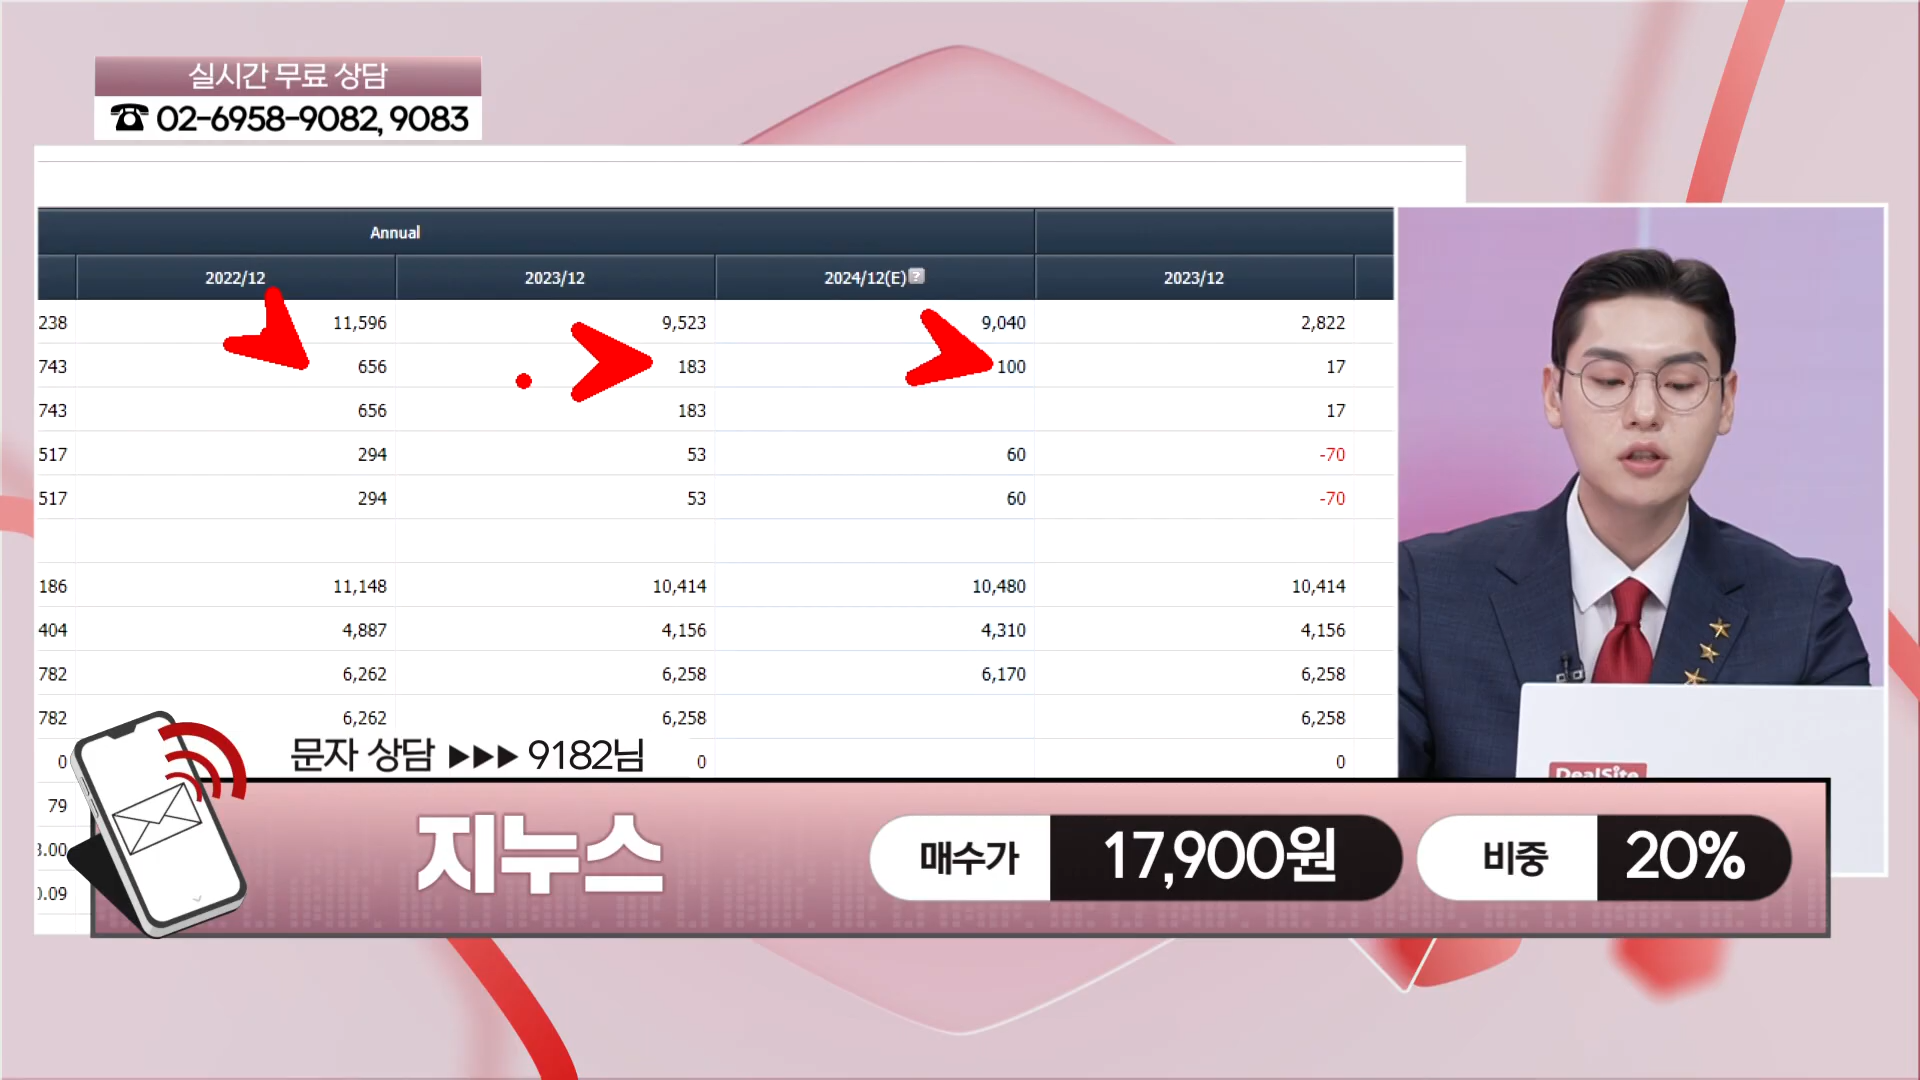 실시간 무료 상담
☎ 02-6958-9082, 9083
Annual
2022/12 2023/12 2024/12(E) ? 2023/12
238 11,596 9,523 9,040 2,822
743 656 183 100 17
743 656 183 17
517 294 53 60 -70
517 294 53 60 -70
186 11,148 10,414 10,480 10,414
404 4,887 4,156 4,310 4,156
782 6,262 6,258 6,170 6,258
782 6,262 6,258 6,258
0 0 0
문자 상담 ▶▶▶ 9182님
DealSite
79
3.00
0.09
지누스 매수가 17,900원 비중 20%